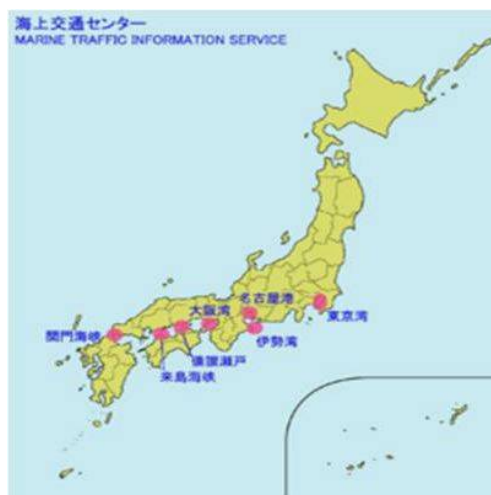 海上交通センター
MARINE TRAFFIC INFORMATION SERVICE
大阪湾
名古屋港
東京湾
関門海峡
伊勢湾
備讃瀬戸
来島海峡